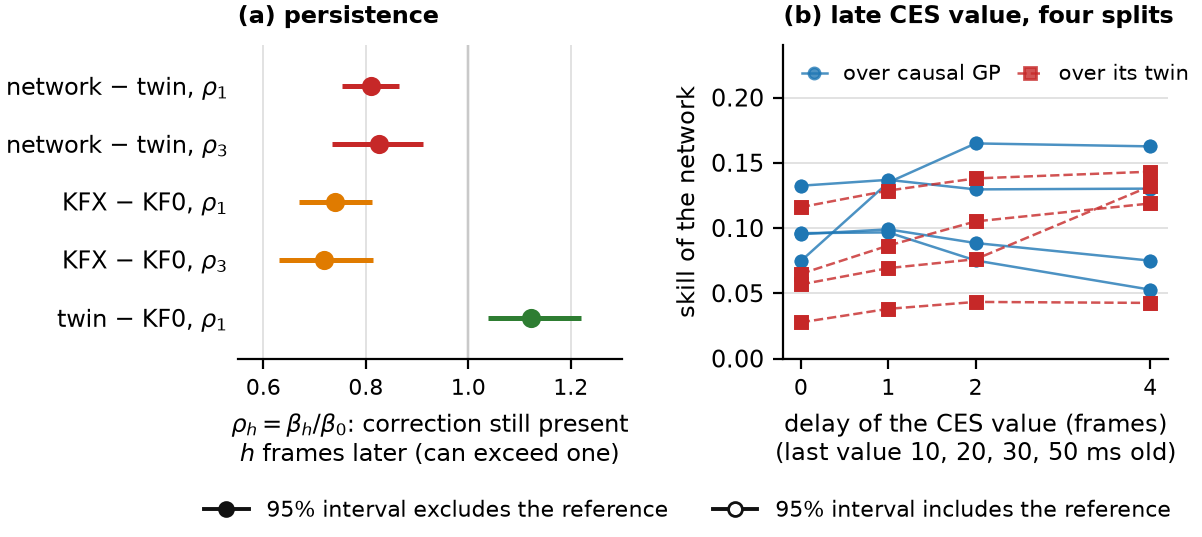 (a) persistence
network − twin, ρ1
network − twin, ρ3
KFX − KF0, ρ1
KFX − KF0, ρ3
twin − KF0, ρ1
0.6 0.8 1.0 1.2
ρh = βh/β0: correction still present
h frames later (can exceed one)
(b) late CES value, four splits
over causal GP over its twin
skill of the network
0.20
0.15
0.10
0.05
0.00
0 1 2 4
delay of the CES value (frames)
(last value 10, 20, 30, 50 ms old)
95% interval excludes the reference 95% interval includes the reference